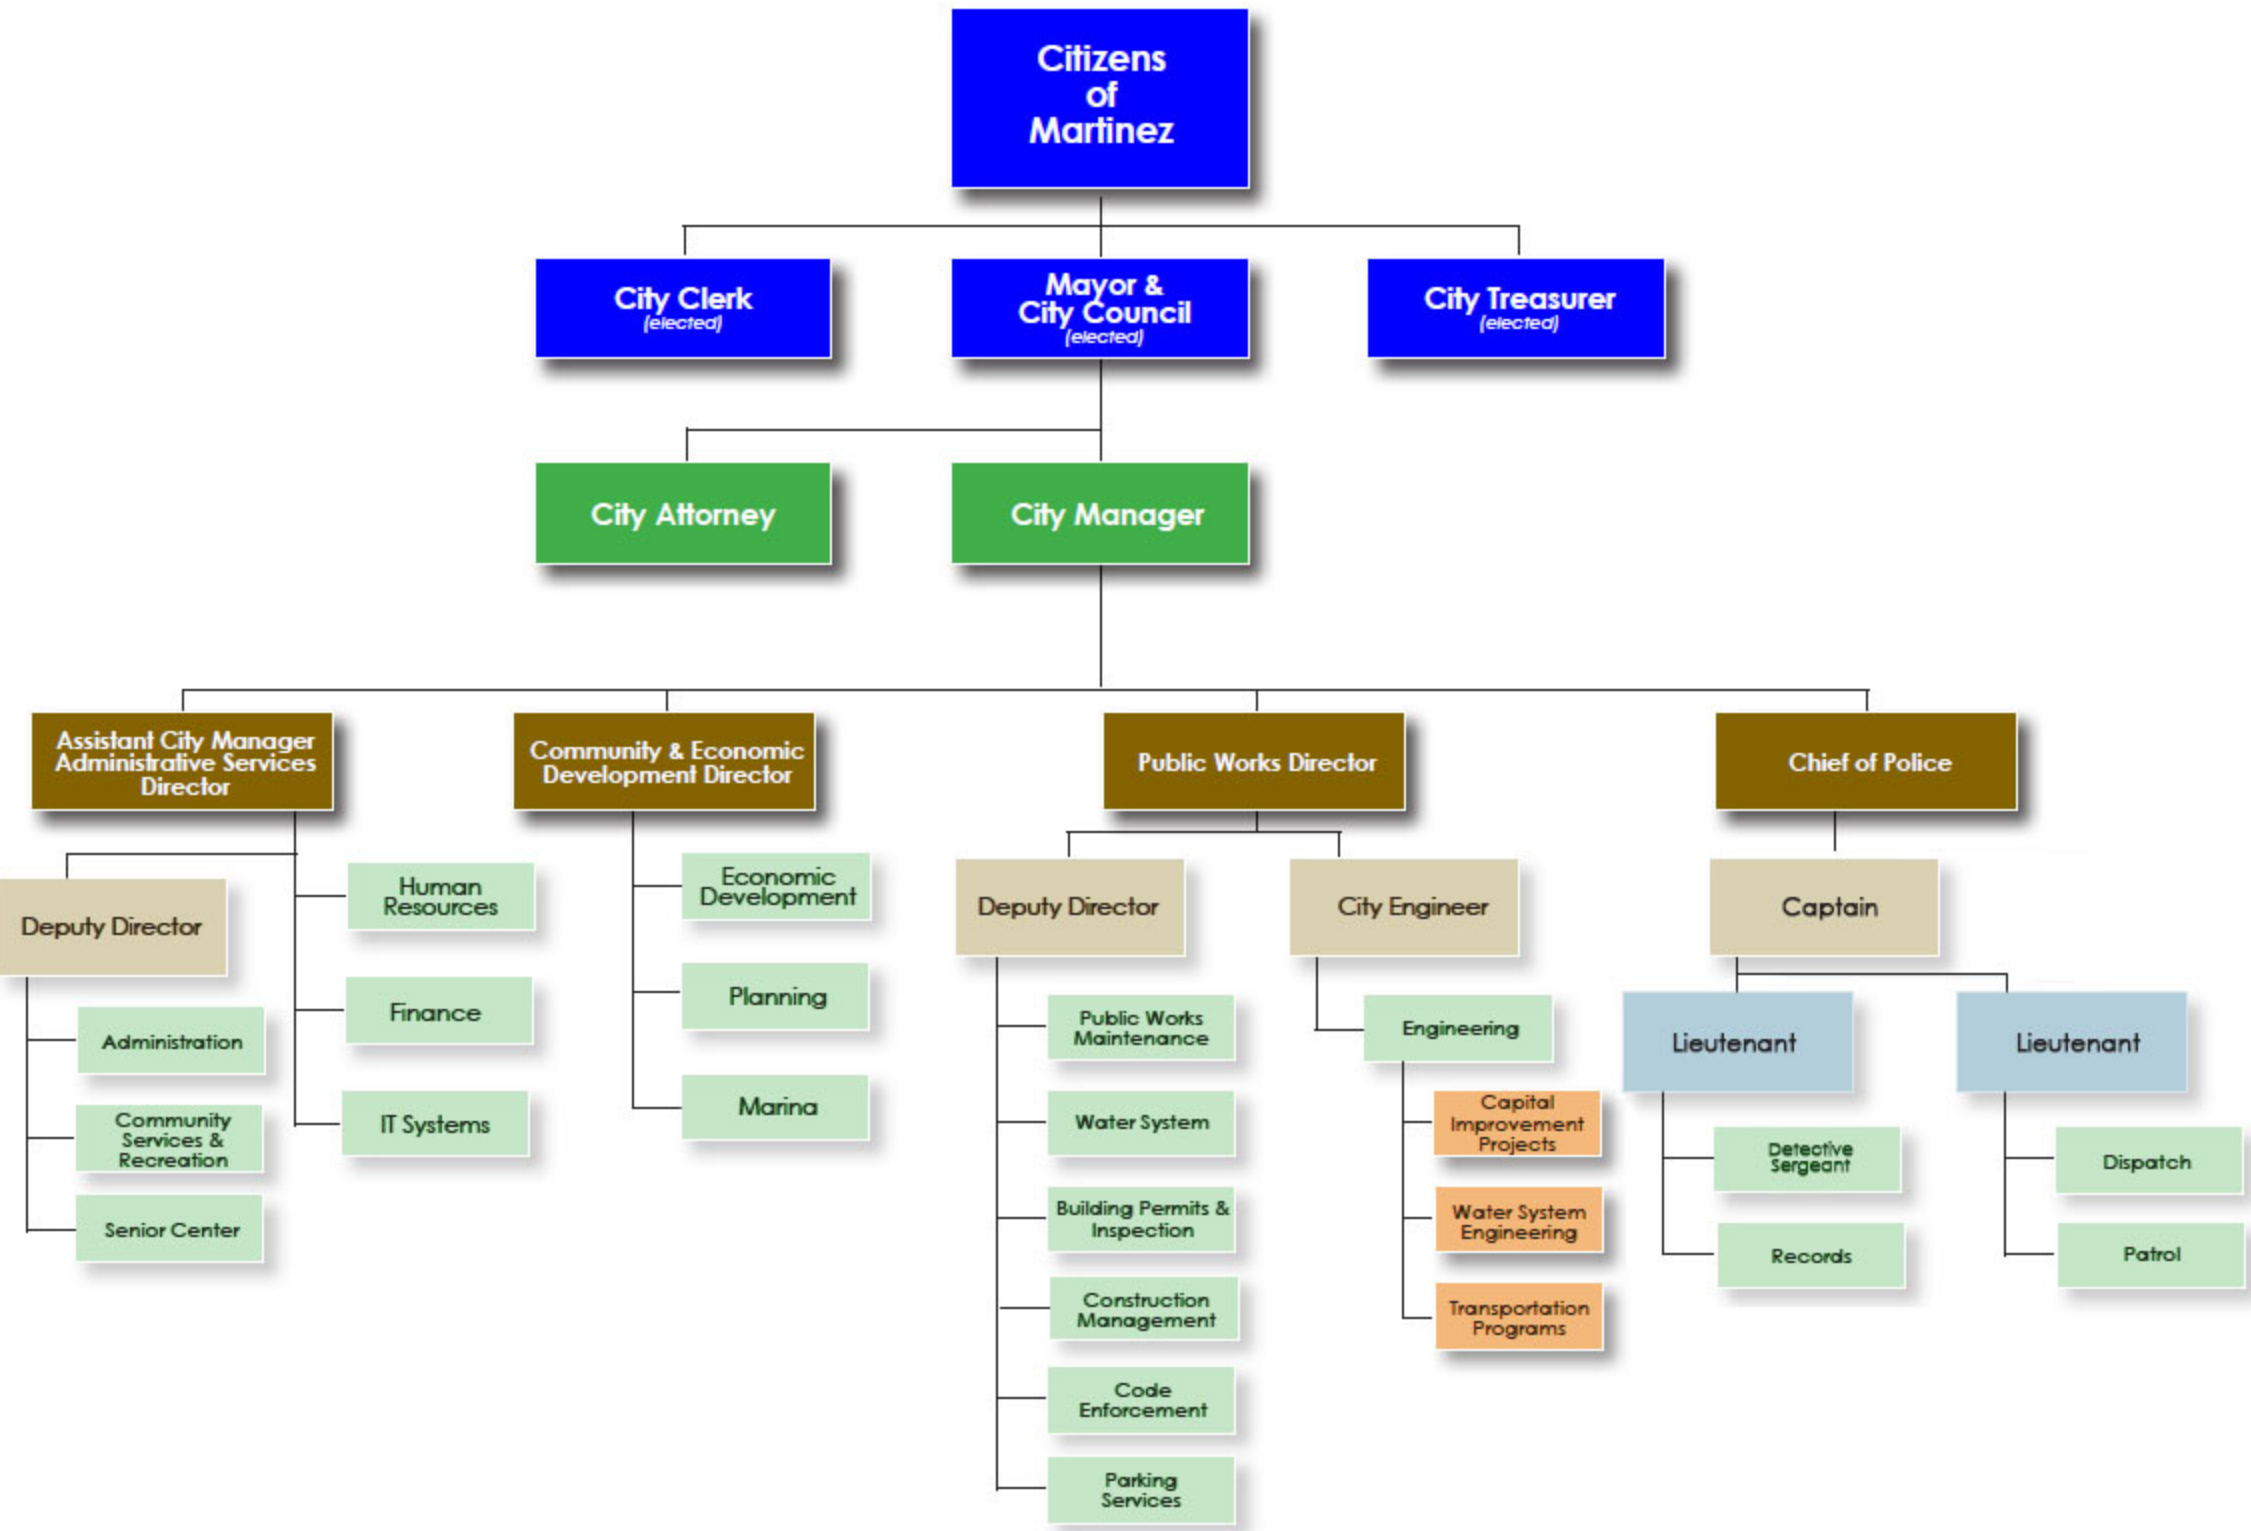 Citizens
of
Martinez
City Clerk
(elected)
Mayor &
City Council
(elected)
City Treasurer
(elected)
City Attorney
City Manager
Assistant City Manager
Administrative Services
Director
Community & Economic
Development Director
Public Works Director
Chief of Police
Deputy Director
Human
Resources
Finance
IT Systems
Administration
Community
Services &
Recreation
Senior Center
Economic
Development
Planning
Marina
Deputy Director
Public Works
Maintenance
Water System
Building Permits &
Inspection
Construction
Management
Code
Enforcement
Parking
Services
City Engineer
Engineering
Capital
Improvement
Projects
Water System
Engineering
Transportation
Programs
Captain
Lieutenant
Detective
Sergeant
Records
Lieutenant
Dispatch
Patrol